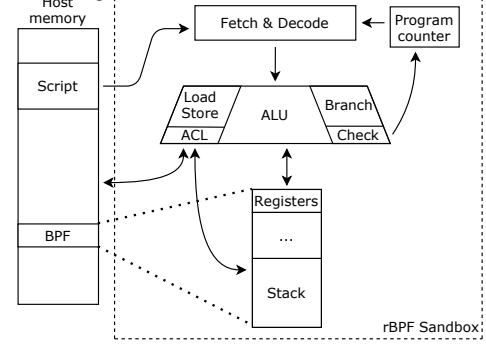 Host
memory
Script
BPF
Fetch & Decode
Program
counter
Load
Store
ACL
ALU
Branch
Check
Registers
...
Stack
rBPF Sandbox